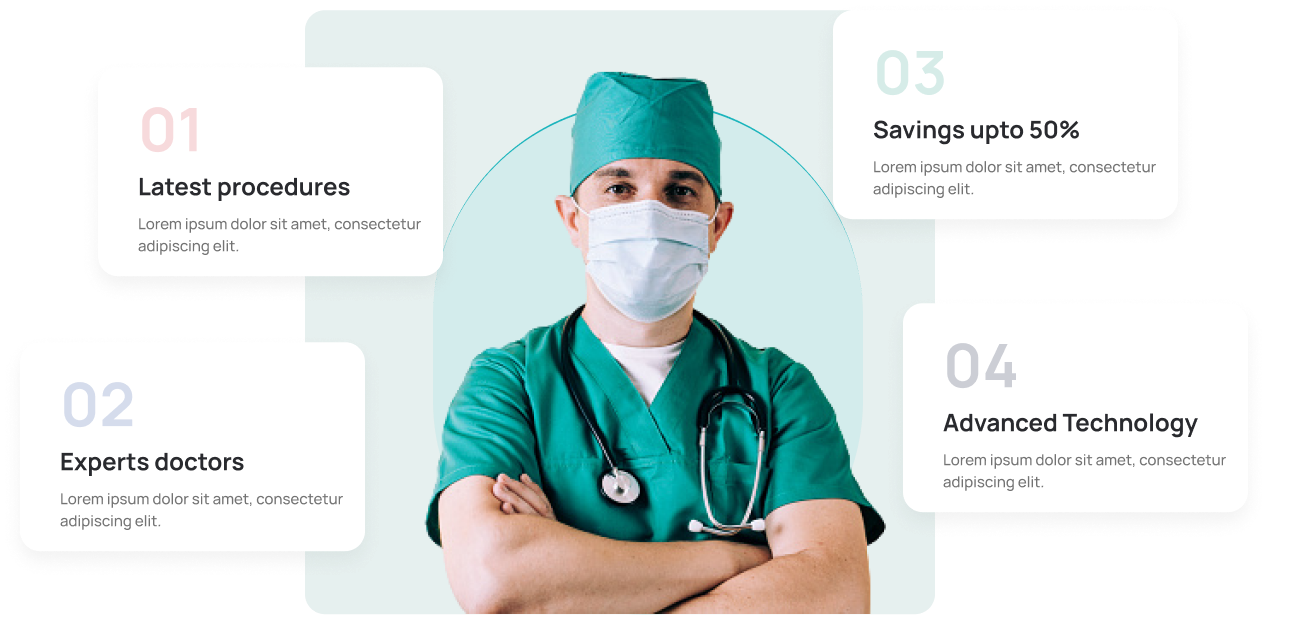 01
Latest procedures
Lorem ipsum dolor sit amet, consectetur
adipiscing elit.
02
Experts doctors
Lorem ipsum dolor sit amet, consectetur
adipiscing elit.
03
Savings upto 50%
Lorem ipsum dolor sit amet, consectetur
adipiscing elit.
04
Advanced Technology
Lorem ipsum dolor sit amet, consectetur
adipiscing elit.